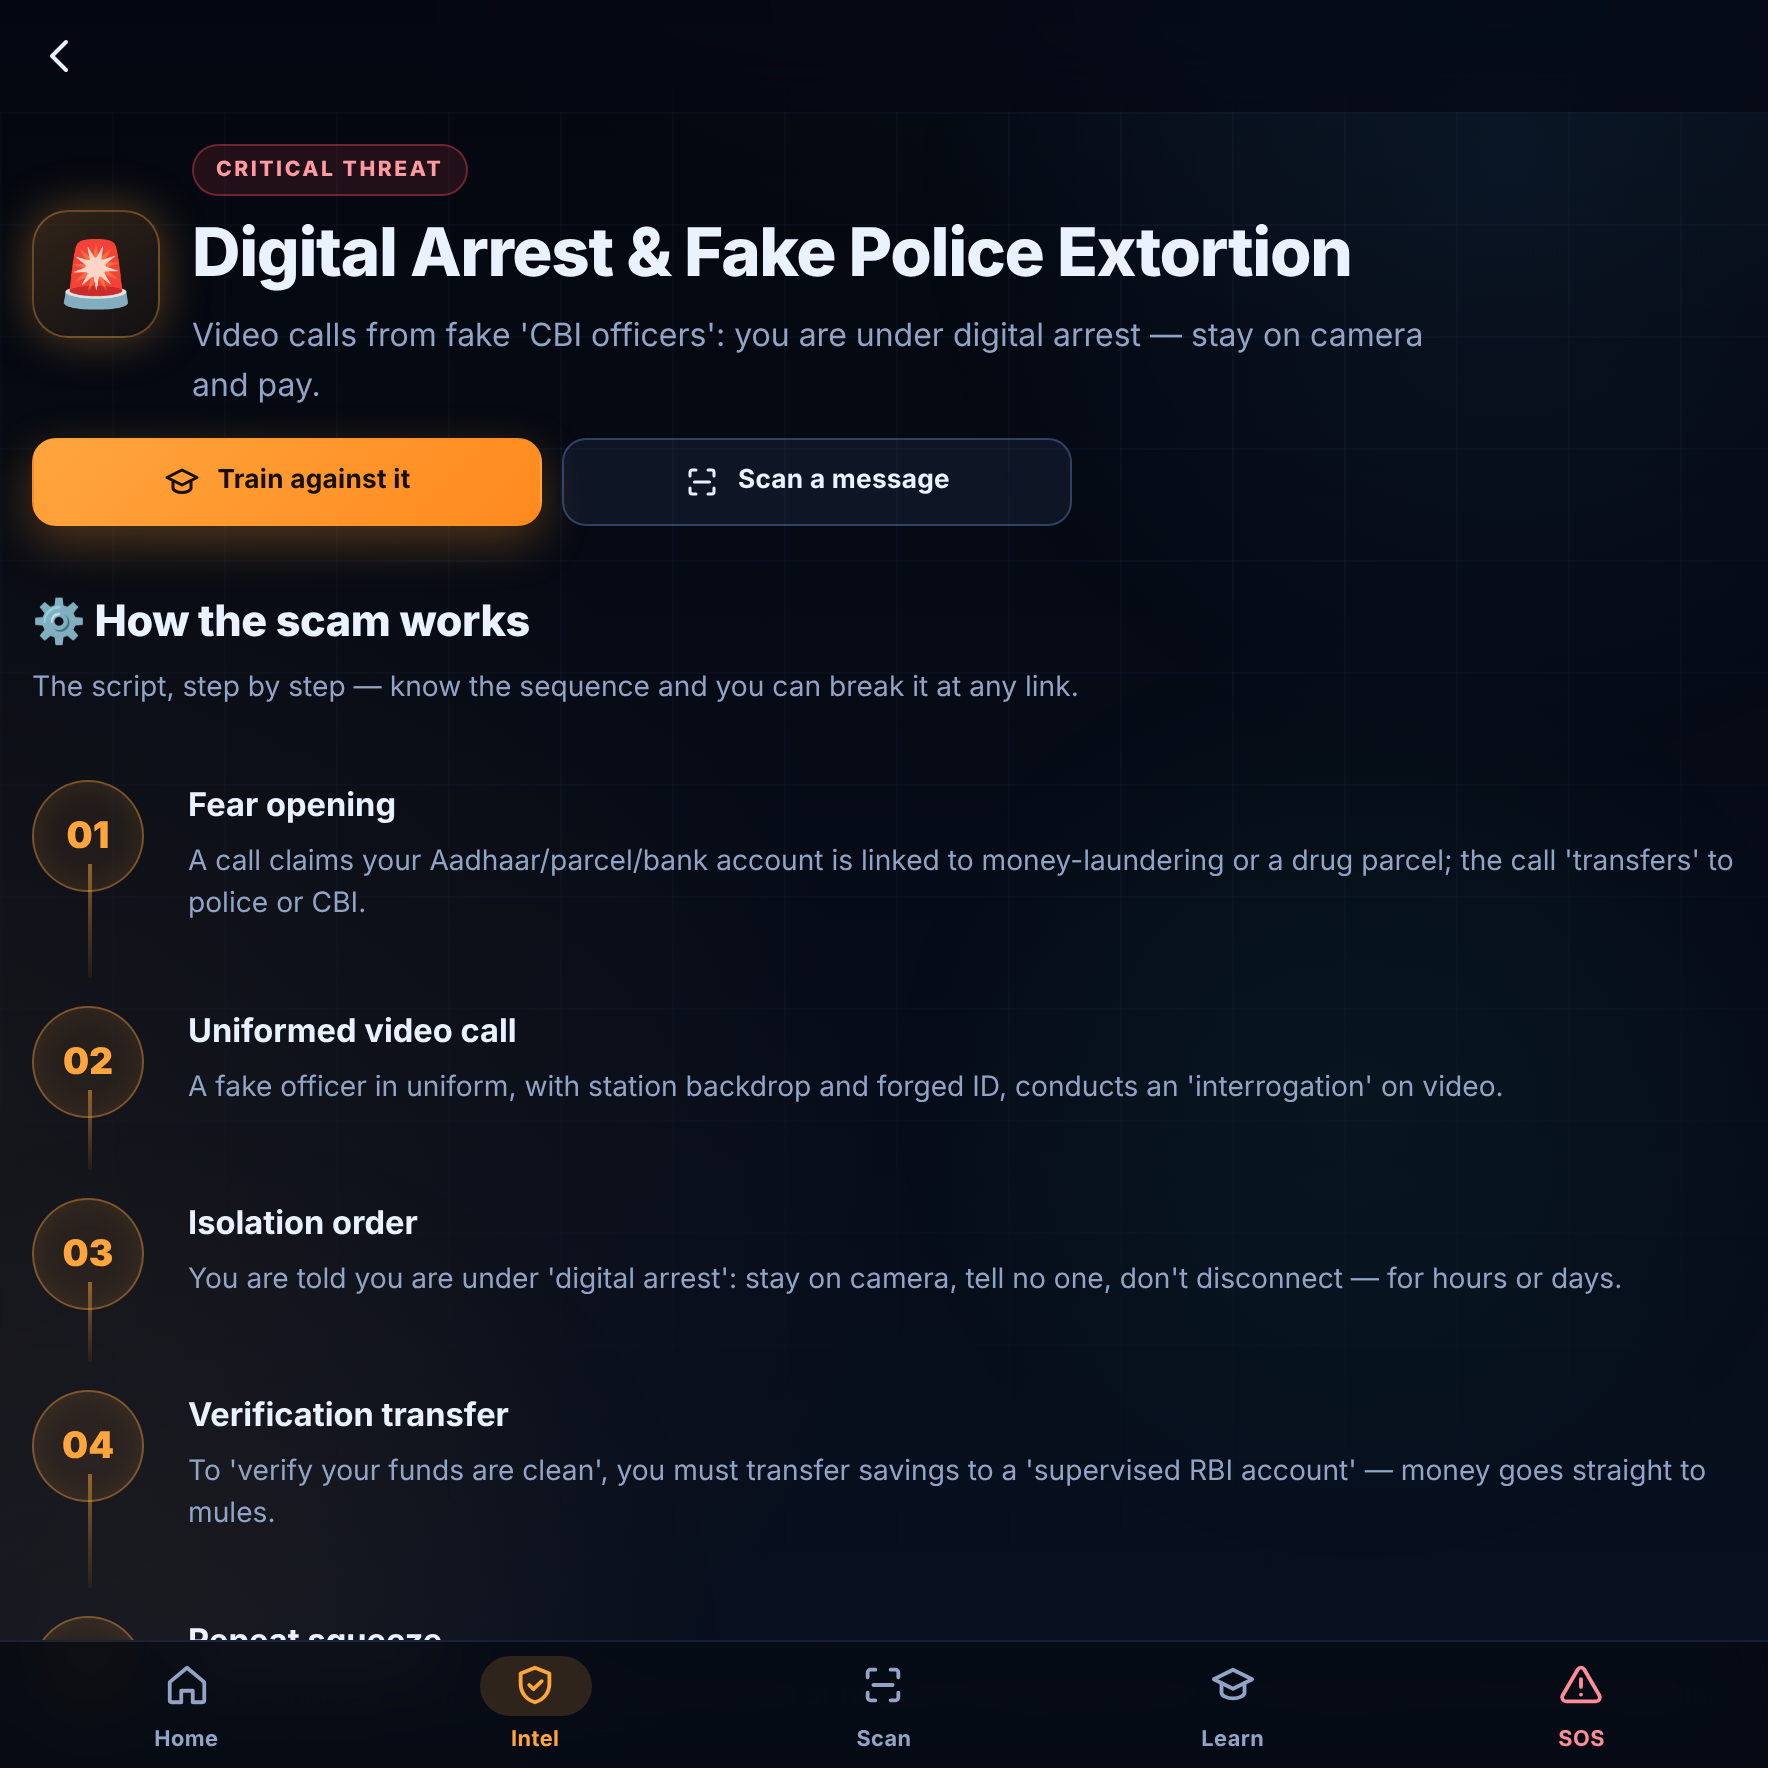 CRITICAL THREAT
Digital Arrest & Fake Police Extortion
Video calls from fake 'CBI officers': you are under digital arrest — stay on camera
and pay.
Train against it
Scan a message
How the scam works
The script, step by step — know the sequence and you can break it at any link.
01
Fear opening
A call claims your Aadhaar/parcel/bank account is linked to money-laundering or a drug parcel; the call 'transfers' to
police or CBI.
02
Uniformed video call
A fake officer in uniform, with station backdrop and forged ID, conducts an 'interrogation' on video.
03
Isolation order
You are told you are under 'digital arrest': stay on camera, tell no one, don't disconnect — for hours or days.
04
Verification transfer
To 'verify your funds are clean', you must transfer savings to a 'supervised RBI account' — money goes straight to
mules.
Repeat squeeze
Home
Intel
Scan
Learn
SOS